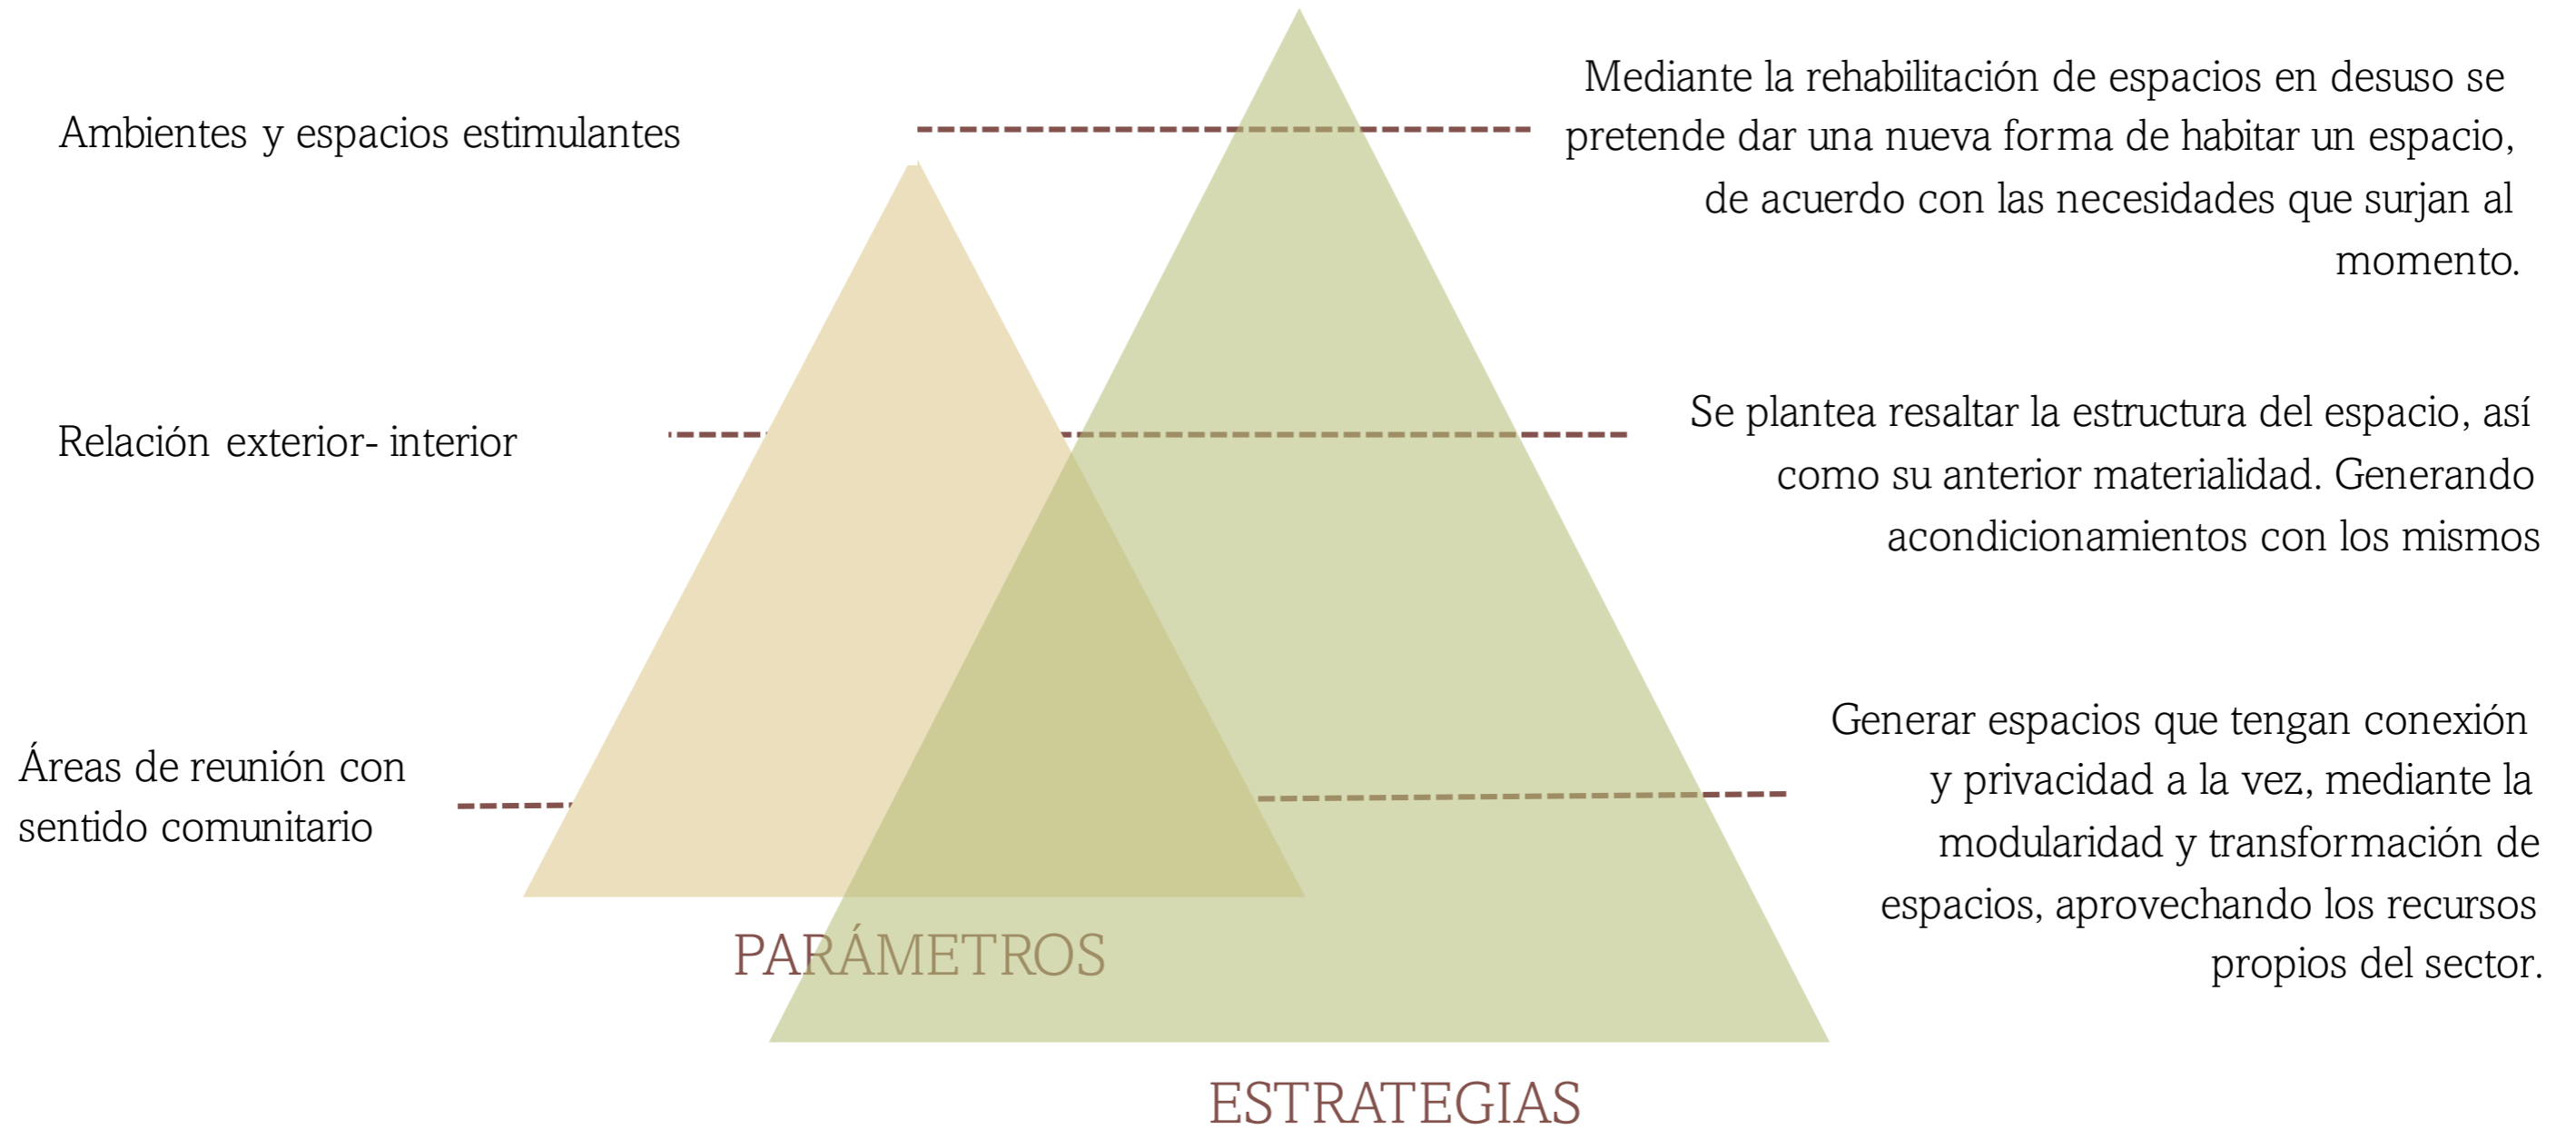 Ambientes y espacios estimulantes
Mediante la rehabilitación de espacios en desuso se
pretende dar una nueva forma de habitar un espacio,
de acuerdo con las necesidades que surjan al
momento.
Relación exterior- interior
Se plantea resaltar la estructura del espacio, así
como su anterior materialidad. Generando
acondicionamientos con los mismos
Áreas de reunión con
sentido comunitario
Generar espacios que tengan conexión
y privacidad a la vez, mediante la
modularidad y transformación de
espacios, aprovechando los recursos
propios del sector.
PARÁMETROS
ESTRATEGIAS